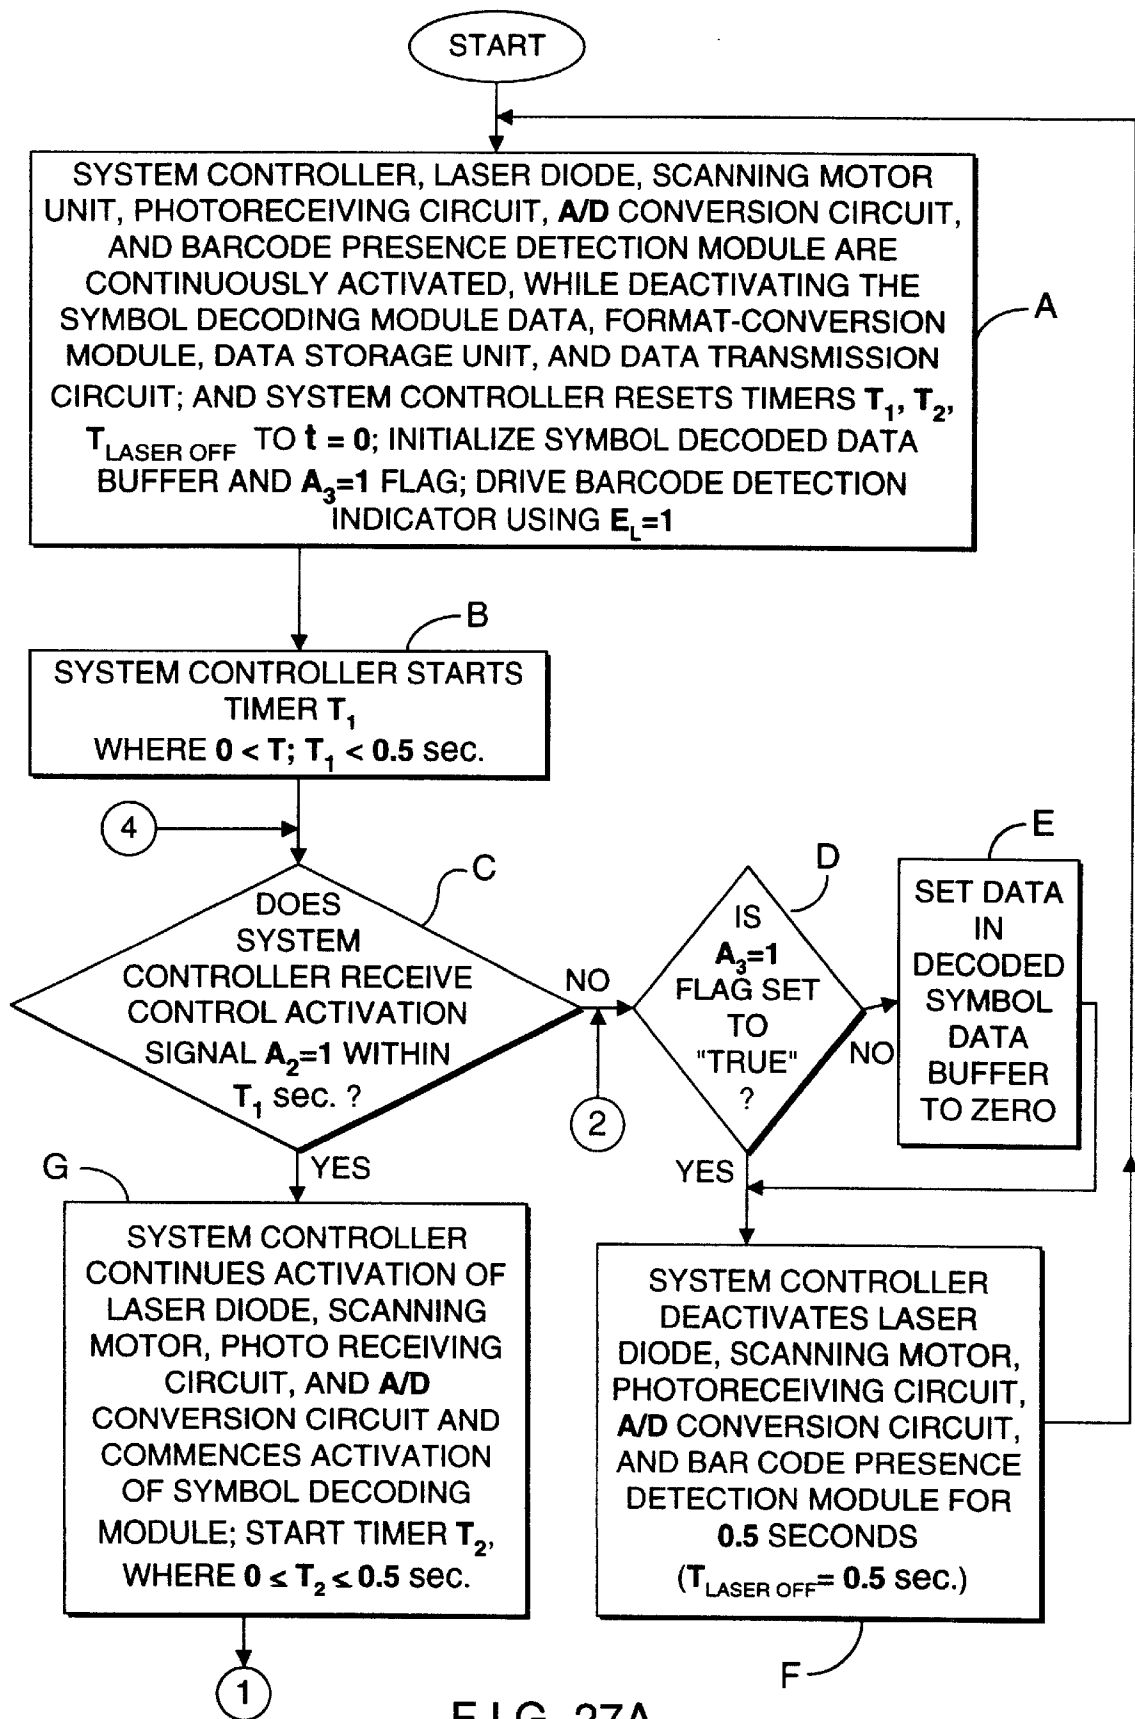 START
SYSTEM CONTROLLER, LASER DIODE, SCANNING MOTOR
UNIT, PHOTORECEIVING CIRCUIT, A/D CONVERSION CIRCUIT,
AND BARCODE PRESENCE DETECTION MODULE ARE
CONTINUOUSLY ACTIVATED, WHILE DEACTIVATING THE
SYMBOL DECODING MODULE DATA, FORMAT-CONVERSION
MODULE, DATA STORAGE UNIT, AND DATA TRANSMISSION
CIRCUIT; AND SYSTEM CONTROLLER RESETS TIMERS T₁, T₂,
T LASER OFF TO t = 0; INITIALIZE SYMBOL DECODED DATA
BUFFER AND A₃=1 FLAG; DRIVE BARCODE DETECTION
INDICATOR USING E_L=1
A
B
SYSTEM CONTROLLER STARTS
TIMER T₁
WHERE 0 < T; T₁ < 0.5 sec.
4
C
DOES
SYSTEM
CONTROLLER RECEIVE
CONTROL ACTIVATION
SIGNAL A₂=1 WITHIN
T₁ sec. ?
NO
2
D
IS
A₃=1
FLAG SET
TO
"TRUE"
?
NO
E
SET DATA
IN
DECODED
SYMBOL
DATA
BUFFER
TO ZERO
YES
YES
G
SYSTEM CONTROLLER
CONTINUES ACTIVATION OF
LASER DIODE, SCANNING
MOTOR, PHOTO RECEIVING
CIRCUIT, AND A/D
CONVERSION CIRCUIT AND
COMMENCES ACTIVATION
OF SYMBOL DECODING
MODULE; START TIMER T₂,
WHERE 0 ≤ T₂ ≤ 0.5 sec.
1
SYSTEM CONTROLLER
DEACTIVATES LASER
DIODE, SCANNING MOTOR,
PHOTORECEIVING CIRCUIT,
A/D CONVERSION CIRCUIT,
AND BAR CODE PRESENCE
DETECTION MODULE FOR
0.5 SECONDS
(T LASER OFF = 0.5 sec.)
F
FIG. 27A